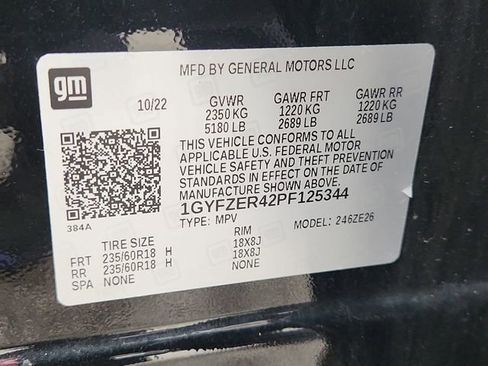 gm
MFD BY GENERAL MOTORS LLC
10/22 GVWR GAWR FRT GAWR RR
2350 KG 1220 KG 1220 KG
5180 LB 2689 LB 2689 LB
THIS VEHICLE CONFORMS TO ALL
APPLICABLE U.S. FEDERAL MOTOR
VEHICLE SAFETY AND THEFT PREVENTION
STANDARDS IN EFFECT ON THE DATE OF
MANUFACTURE SHOWN ABOVE.
1GYFZER42PF125344
384A TYPE: MPV MODEL: 246ZE26
TIRE SIZE RIM
FRT 235/60R18 H 18X8J
RR 235/60R18 H 18X8J
SPA NONE NONE